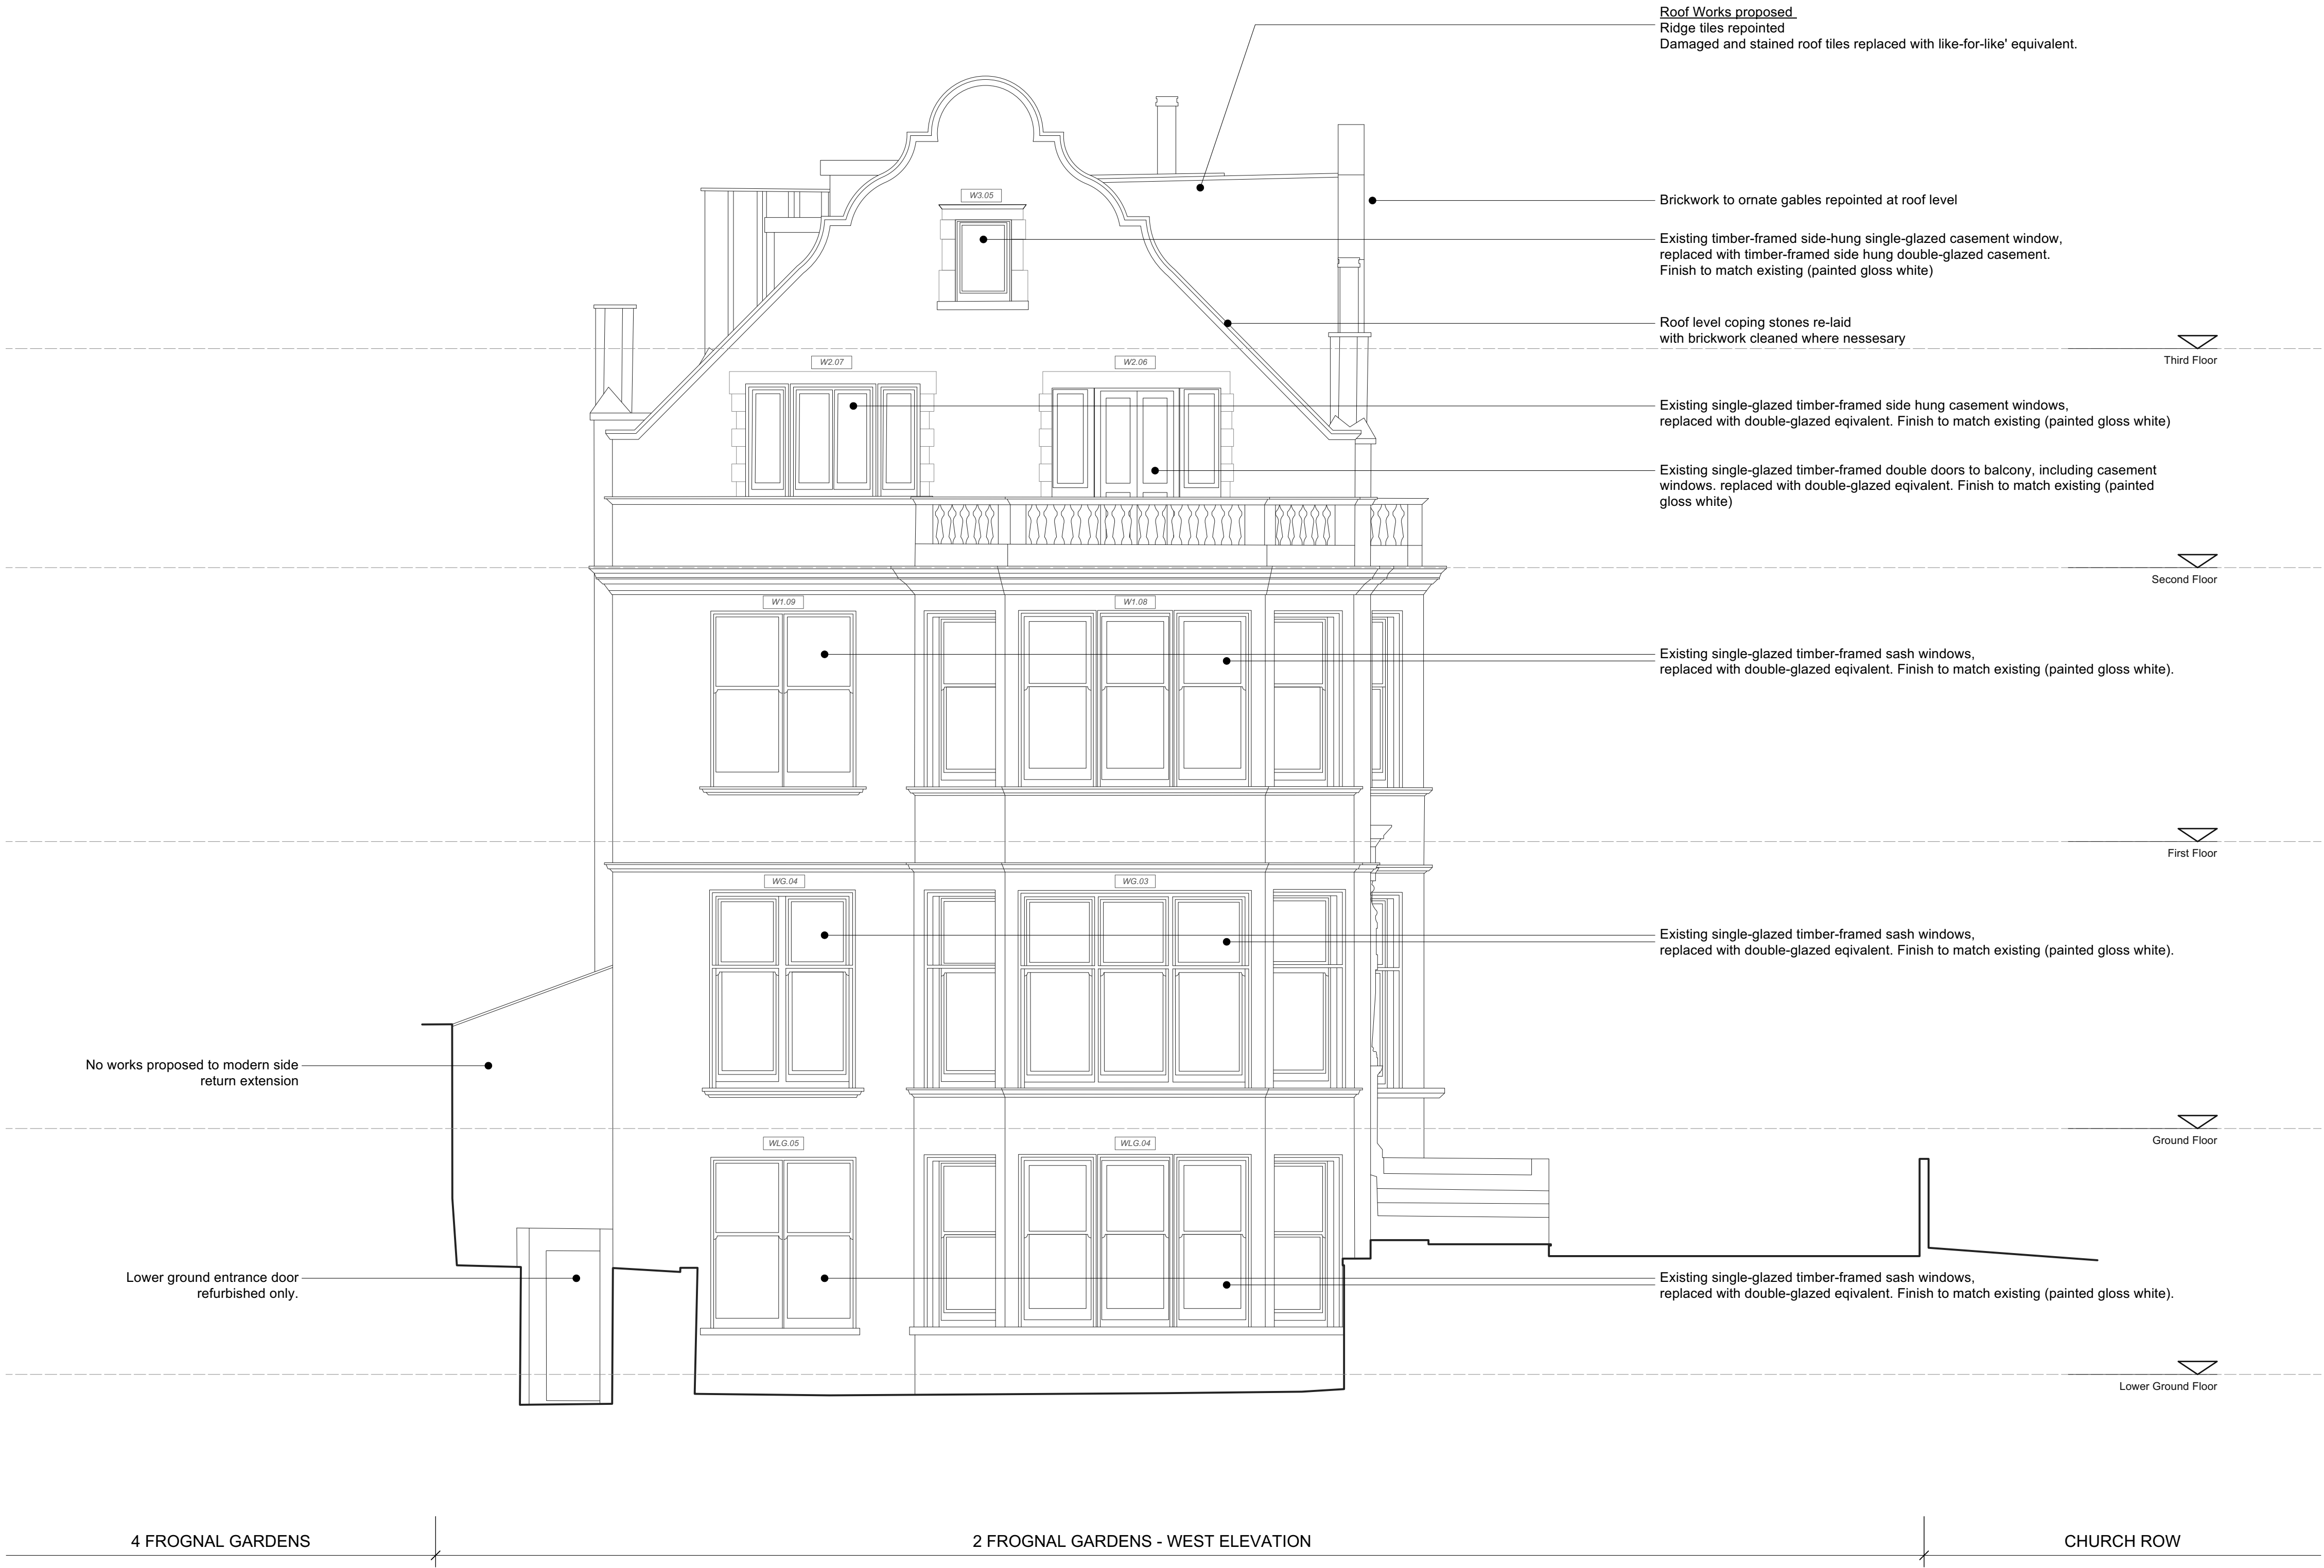 Roof Works proposed
Ridge tiles repointed
Damaged and stained roof tiles replaced with like-for-like' equivalent.
Brickwork to ornate gables repointed at roof level
W3.05
Existing timber-framed side-hung single-glazed casement window,
replaced with timber-framed side hung double-glazed casement.
Finish to match existing (painted gloss white)
Roof level coping stones re-laid
with brickwork cleaned where nessesary
Third Floor
W2.07
W2.06
Existing single-glazed timber-framed side hung casement windows,
replaced with double-glazed eqivalent. Finish to match existing (painted gloss white)
Existing single-glazed timber-framed double doors to balcony, including casement
windows. replaced with double-glazed eqivalent. Finish to match existing (painted
gloss white)
Second Floor
W1.09
W1.08
Existing single-glazed timber-framed sash windows,
replaced with double-glazed eqivalent. Finish to match existing (painted gloss white).
First Floor
WG.04
WG.03
Existing single-glazed timber-framed sash windows,
replaced with double-glazed eqivalent. Finish to match existing (painted gloss white).
No works proposed to modern side
return extension
Ground Floor
WLG.05
WLG.04
Lower ground entrance door
refurbished only.
Existing single-glazed timber-framed sash windows,
replaced with double-glazed eqivalent. Finish to match existing (painted gloss white).
Lower Ground Floor
4 FROGNAL GARDENS
2 FROGNAL GARDENS - WEST ELEVATION
CHURCH ROW